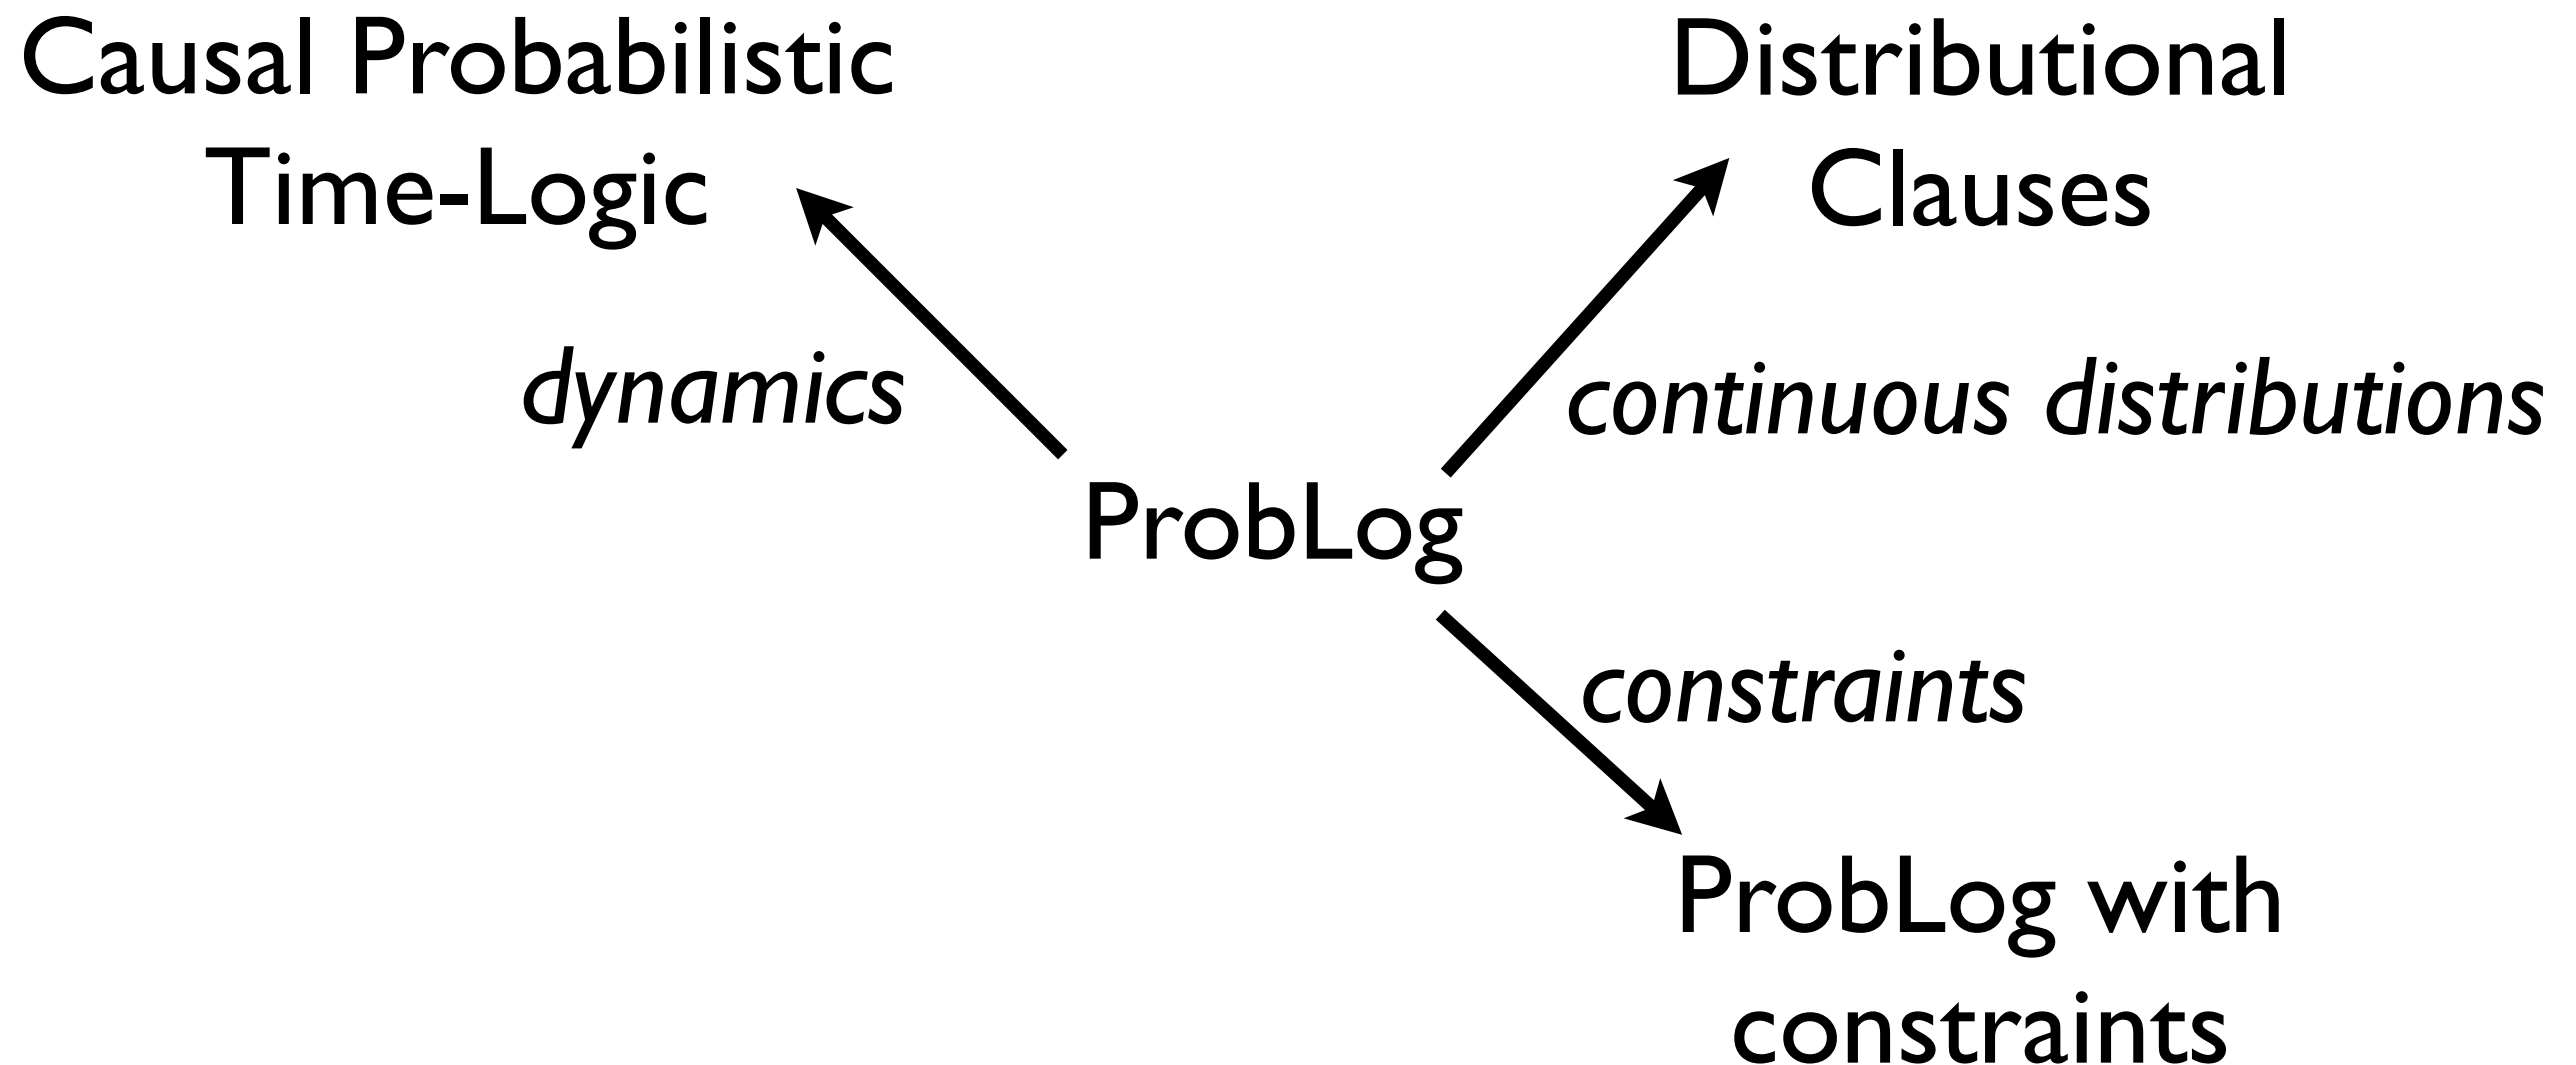 Causal Probabilistic
Time-Logic
Distributional
Clauses
dynamics
continuous distributions
ProbLog
constraints
ProbLog with
constraints